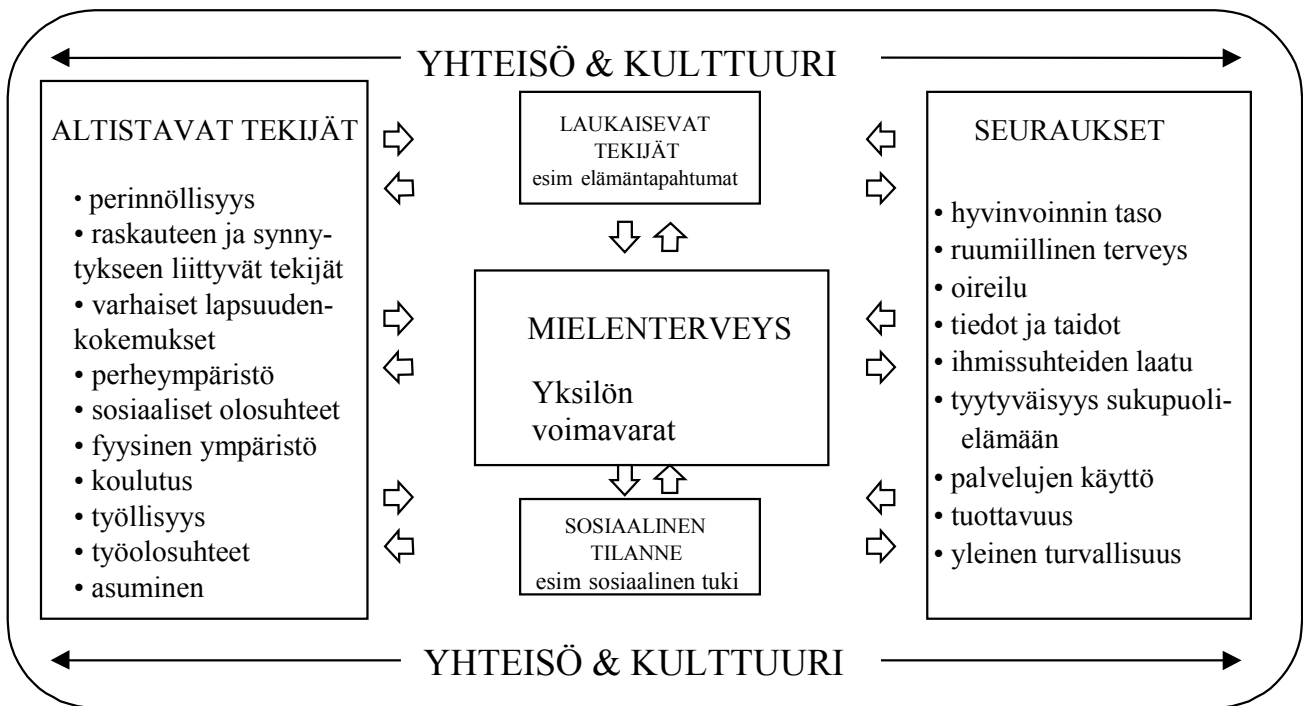 YHTEISÖ & KULTTUURI
ALTISTAVAT TEKIJÄT
• perinnöllisyys
• raskauteen ja synny-
tykseen liittyvät tekijät
• varhaiset lapsuuden-
kokemukset
• perheympäristö
• sosiaaliset olosuhteet
• fyysinen ympäristö
• koulutus
• työllisyys
• työolosuhteet
• asuminen
LAUKAISEVAT
TEKIJÄT
esim elämäntapahtumat
MIELENTERVEYS
Yksilön
voimavarat
SOSIAALINEN
TILANNE
esim sosiaalinen tuki
SEURAUKSET
• hyvinvoinnin taso
• ruumiillinen terveys
• oireilu
• tiedot ja taidot
• ihmissuhteiden laatu
• tyytyväisyys sukupuoli-
elämään
• palvelujen käyttö
• tuottavuus
• yleinen turvallisuus
YHTEISÖ & KULTTUURI